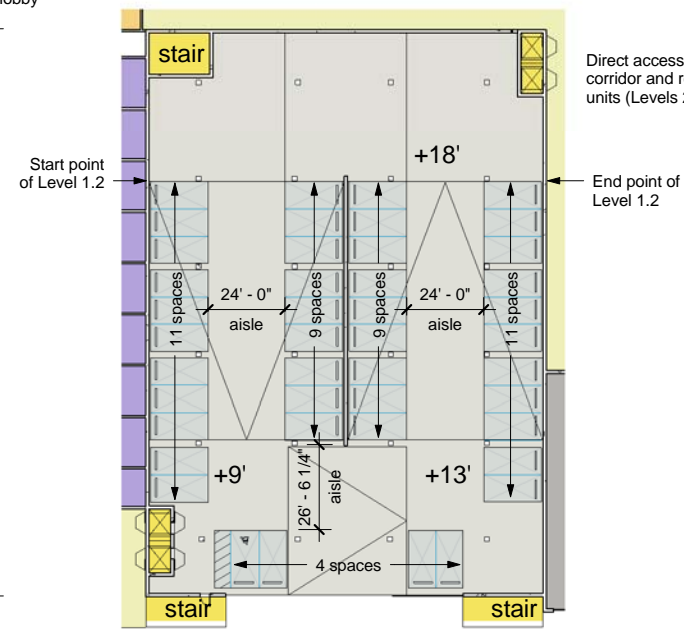 lobby
stair
Direct access
corridor and r
units (Levels 2
+18'
Start point
of Level 1.2
End point of
Level 1.2
11 spaces
24' - 0"
aisle
9 spaces
9 spaces
24' - 0"
aisle
11 spaces
+9'
26' - 6 1/4"
aisle
+13'
4 spaces
stair
stair